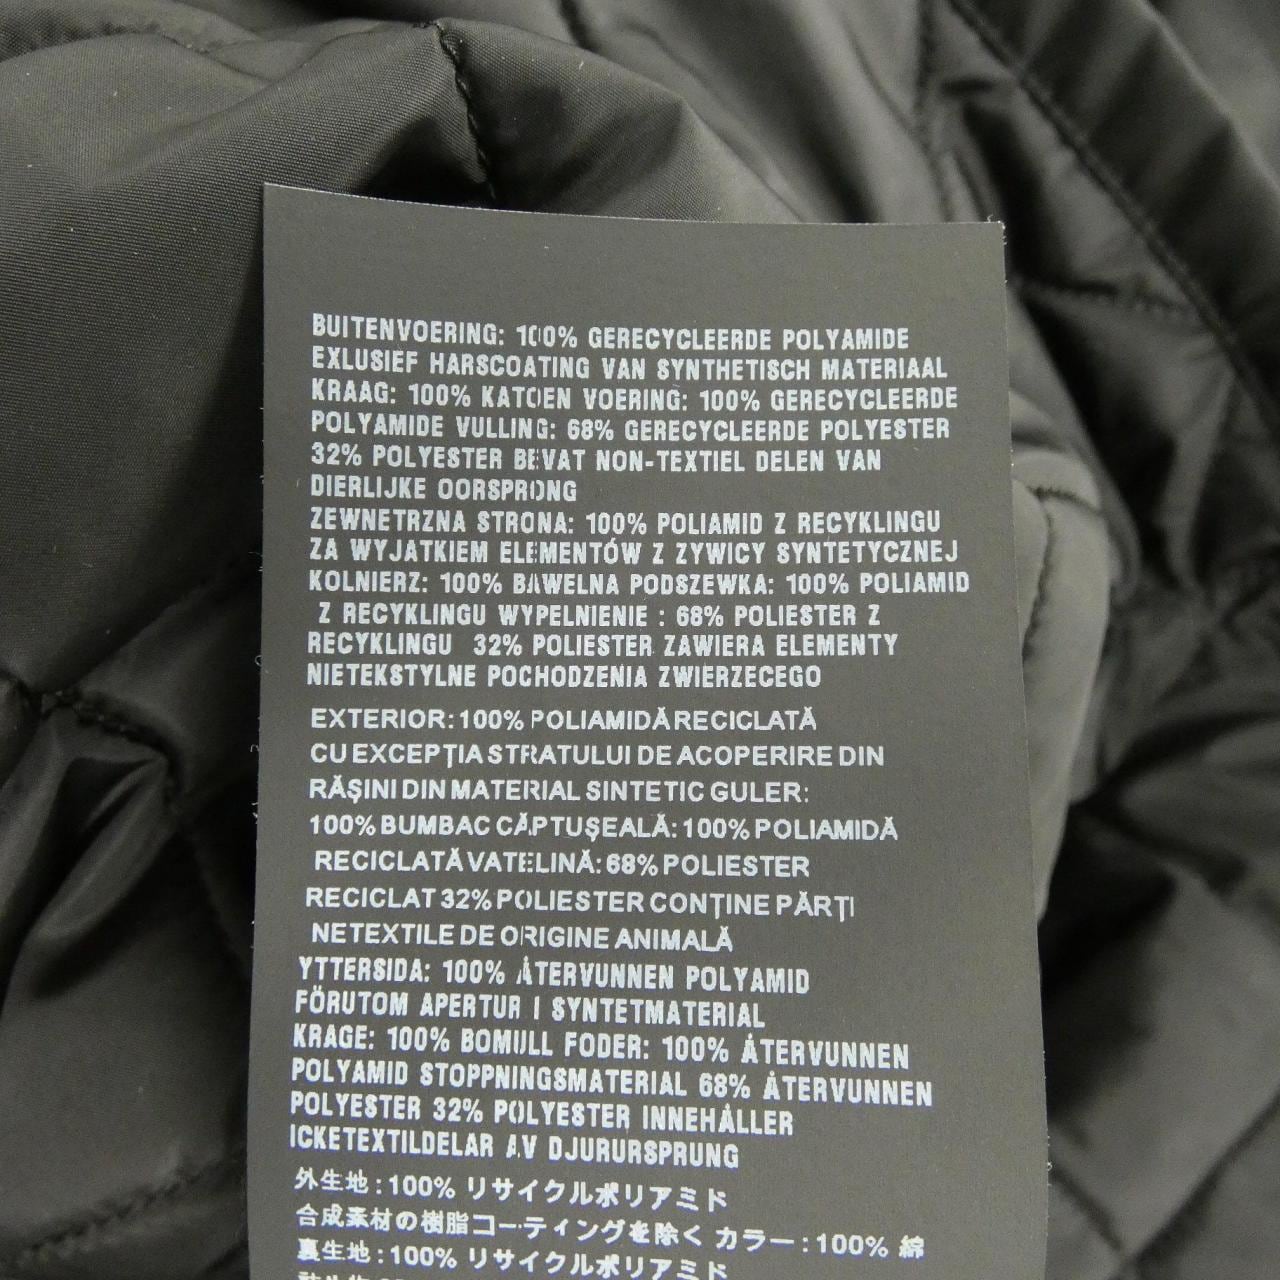 BUITENVOERING: 100% GERECYCLEERDE POLYAMIDE
EXLUSIEF HARSCOATING VAN SYNTHETISCH MATERIAAL
KRAAG: 100% KATOEN VOERING: 100% GERECYCLEERDE
POLYAMIDE VULLING: 68% GERECYCLEERDE POLYESTER
32% POLYESTER BEVAT NON-TEXTIEL DELEN VAN
DIERLIJKE OORSPRONG
ZEWNETRZNA STRONA: 100% POLIAMID Z RECYKLINGU
ZA WYJATKIEM ELEMENTÓW Z ZYWICY SYNTETYCZNEJ
KOLNIERZ: 100% BAWELNA PODSZEWKA: 100% POLIAMID
Z RECYKLINGU WYPELNIENIE : 68% POLIESTER Z
RECYKLINGU 32% POLIESTER ZAWIERA ELEMENTY
NIETEKSTYLNE POCHODZENIA ZWIERZECEGO
EXTERIOR: 100% POLIAMIDĂ RECICLATĂ
CU EXCEPȚIA STRATULUI DE ACOPERIRE DIN
RĂȘINI DIN MATERIAL SINTETIC GULER:
100% BUMBAC CĂPTUȘEALĂ: 100% POLIAMIDĂ
RECICLATĂ VATELINĂ: 68% POLIESTER
RECICLAT 32% POLIESTER CONȚINE PĂRȚI
NETEXTILE DE ORIGINE ANIMALĂ
YTTERSIDA: 100% ÅTERVUNNEN POLYAMID
FÖRUTOM APERTUR I SYNTETMATERIAL
KRAGE: 100% BOMULL FODER: 100% ÅTERVUNNEN
POLYAMID STOPPNINGSMATERIAL 68% ÅTERVUNNEN
POLYESTER 32% POLYESTER INNEHÅLLER
ICKETEXTILDELAR AV DJURURSPRUNG
外生地:100% リサイクルポリアミド
合成素材の樹脂コーティングを除く カラー:100% 綿
裏生地:100% リサイクルポリアミド